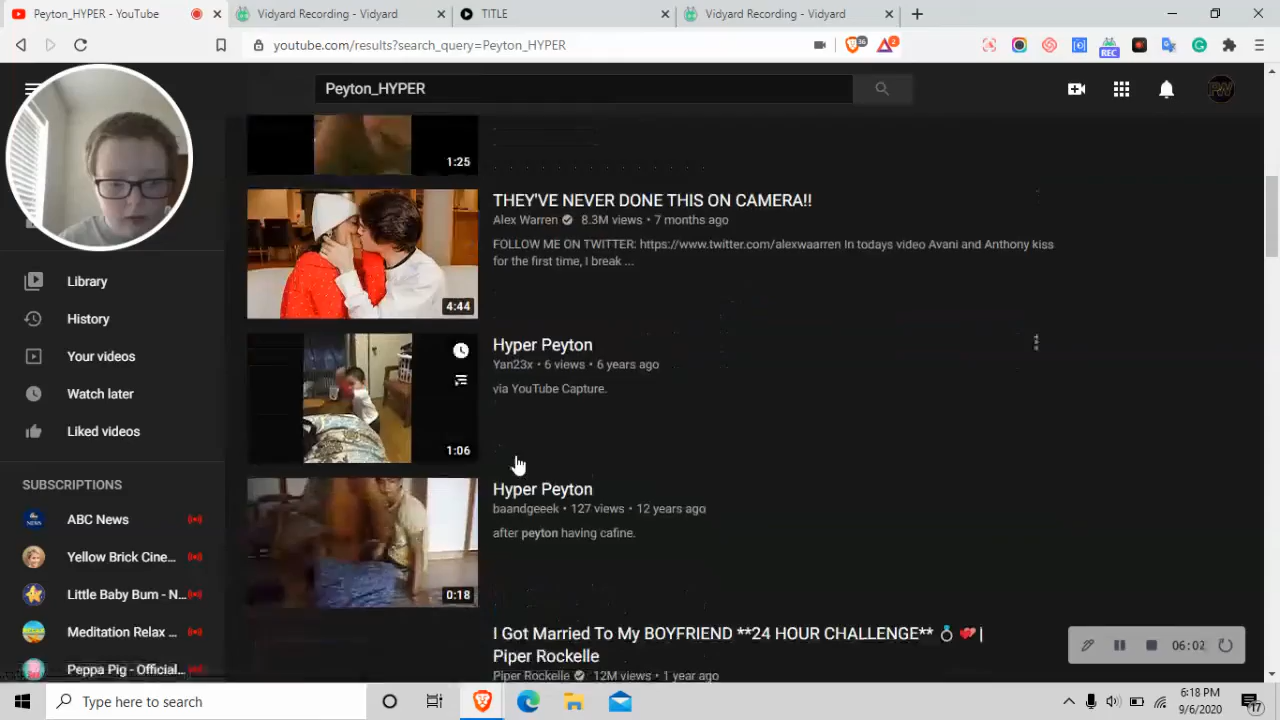 Peyton_HYPER - YouTube
Vidyard Recording - Vidyard
TITLE
Vidyard Recording - Vidyard
youtube.com/results?search_query=Peyton_HYPER
36
2
REC
Peyton_HYPER
PW
1:25
THEY'VE NEVER DONE THIS ON CAMERA!!
Alex Warren 8.3M views • 7 months ago
FOLLOW ME ON TWITTER: https://www.twitter.com/alexwaarren In todays video Avani and Anthony kiss
for the first time, I break ...
4:44
Library
History
Your videos
Watch later
Liked videos
Hyper Peyton
Yan23x • 6 views • 6 years ago
via YouTube Capture.
1:06
SUBSCRIPTIONS
ABC News
Yellow Brick Cine...
Little Baby Bum - N...
Meditation Relax ...
Peppa Pig - Official...
Hyper Peyton
baandgeeek • 127 views • 12 years ago
after peyton having cafine.
0:18
I Got Married To My BOYFRIEND **24 HOUR CHALLENGE** 💍 💕 |
Piper Rockelle
Piper Rockelle 12M views • 1 year ago
06:02
Type here to search
6:18 PM
9/6/2020
17